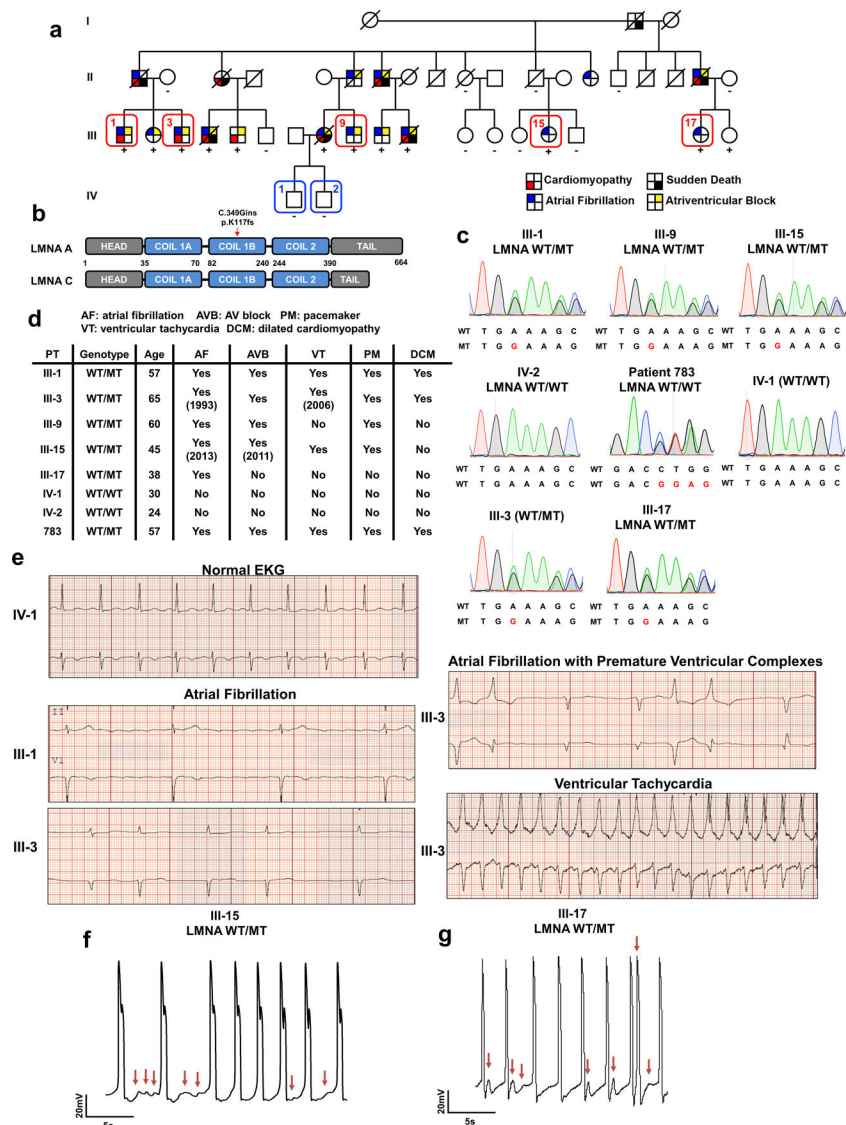 a
I
II
III
IV
1
3
9
15
17
1
2
- - - -
+ + + + + - + + + - - + + +
- -
Cardiomyopathy
Sudden Death
Atrial Fibrillation
Atriventricular Block
b
C.349Gins
p.K117fs
LMNA A HEAD COIL 1A COIL 1B COIL 2 TAIL
1 35 70 82 240 244 390 664
LMNA C HEAD COIL 1A COIL 1B COIL 2 TAIL
c
III-1
LMNA WT/MT
WT T G A A A G C
MT T G G A A A G
III-9
LMNA WT/MT
WT T T G A A A G C
MT T T G G A A A G
III-15
LMNA WT/MT
WT T T G A A A G C
MT T T G G A A A G
IV-2
LMNA WT/WT
WT T T G A A A G C
WT T T G A A A G C
Patient 783
LMNA WT/MT
WT G A C C T G G
WT G A C G G A G
IV-1 (WT/WT)
WT T T G A A A G C
WT T T G A A A G C
III-3 (WT/MT)
WT T T G A A A G C
MT T T G G A A A G
III-17
LMNA WT/MT
WT T T G A A A G
MT T T G G A A A G
d
AF: atrial fibrillation AVB: AV block PM: pacemaker
VT: ventricular tachycardia DCM: dilated cardiomyopathy
PT Genotype Age AF AVB VT PM DCM
III-1 WT/MT 57 Yes Yes Yes Yes Yes
III-3 WT/MT 65 Yes (1993) Yes Yes (2006) Yes Yes
III-9 WT/MT 60 Yes Yes No Yes No
III-15 WT/MT 45 Yes (2013) Yes (2011) Yes Yes No
III-17 WT/MT 38 Yes No No No No
IV-1 WT/WT 30 No No No No No
IV-2 WT/WT 24 No No No No No
783 WT/MT 57 Yes Yes Yes Yes Yes
e
Normal EKG
IV-1
Atrial Fibrillation
III-1
II
V1
III-3
Atrial Fibrillation with Premature Ventricular Complexes
III-3
Ventricular Tachycardia
III-3
f
III-15
LMNA WT/MT
20mV
5s
g
III-17
LMNA WT/MT
20mV
5s